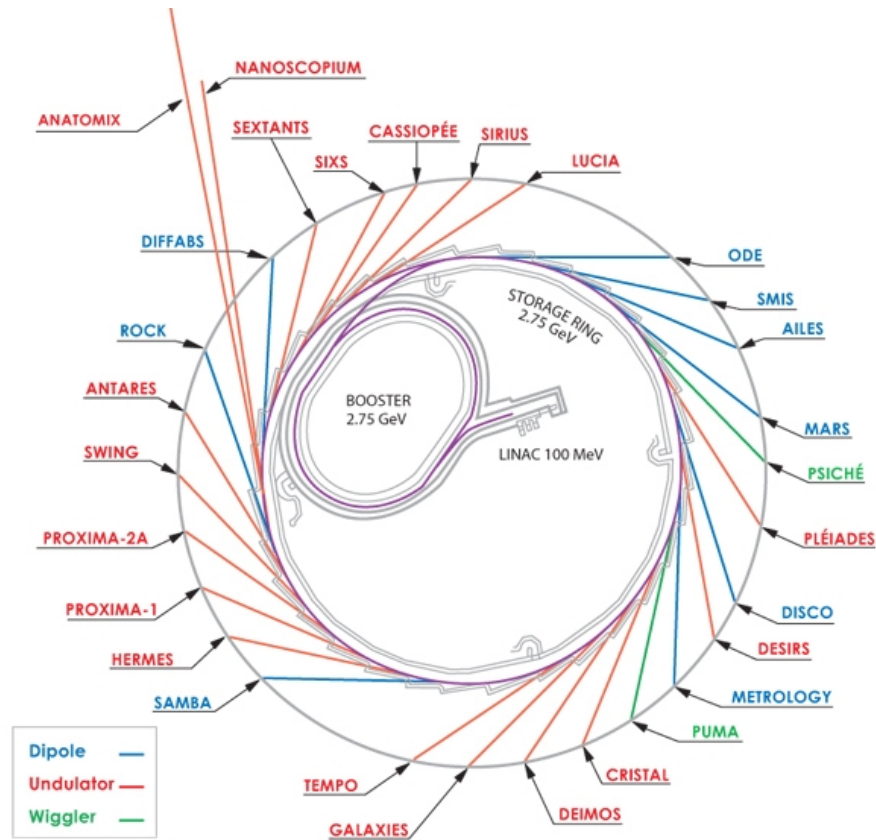 NANOSCOPIUM
ANATOMIX
SEXTANTS
CASSIOPÉE
SIRIUS
SIXS
LUCIA
DIFFABS
ODE
STORAGE RING
2.75 GeV
SMIS
ROCK
AILES
ANTARES
BOOSTER
2.75 GeV
MARS
SWING
LINAC 100 MeV
PSICHÉ
PROXIMA-2A
PLÉIADES
PROXIMA-1
DISCO
HERMES
DESIRS
SAMBA
METROLOGY
PUMA
Dipole
Undulator
Wiggler
TEMPO
CRISTAL
GALAXIES
DEIMOS